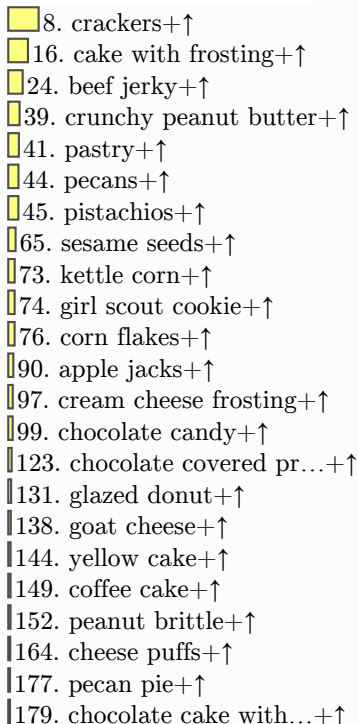 8. crackers+↑
16. cake with frosting+↑
24. beef jerky+↑
39. crunchy peanut butter+↑
41. pastry+↑
44. pecans+↑
45. pistachios+↑
65. sesame seeds+↑
73. kettle corn+↑
74. girl scout cookie+↑
76. corn flakes+↑
90. apple jacks+↑
97. cream cheese frosting+↑
99. chocolate candy+↑
123. chocolate covered pr...+↑
131. glazed donut+↑
138. goat cheese+↑
144. yellow cake+↑
149. coffee cake+↑
152. peanut brittle+↑
164. cheese puffs+↑
177. pecan pie+↑
179. chocolate cake with...+↑